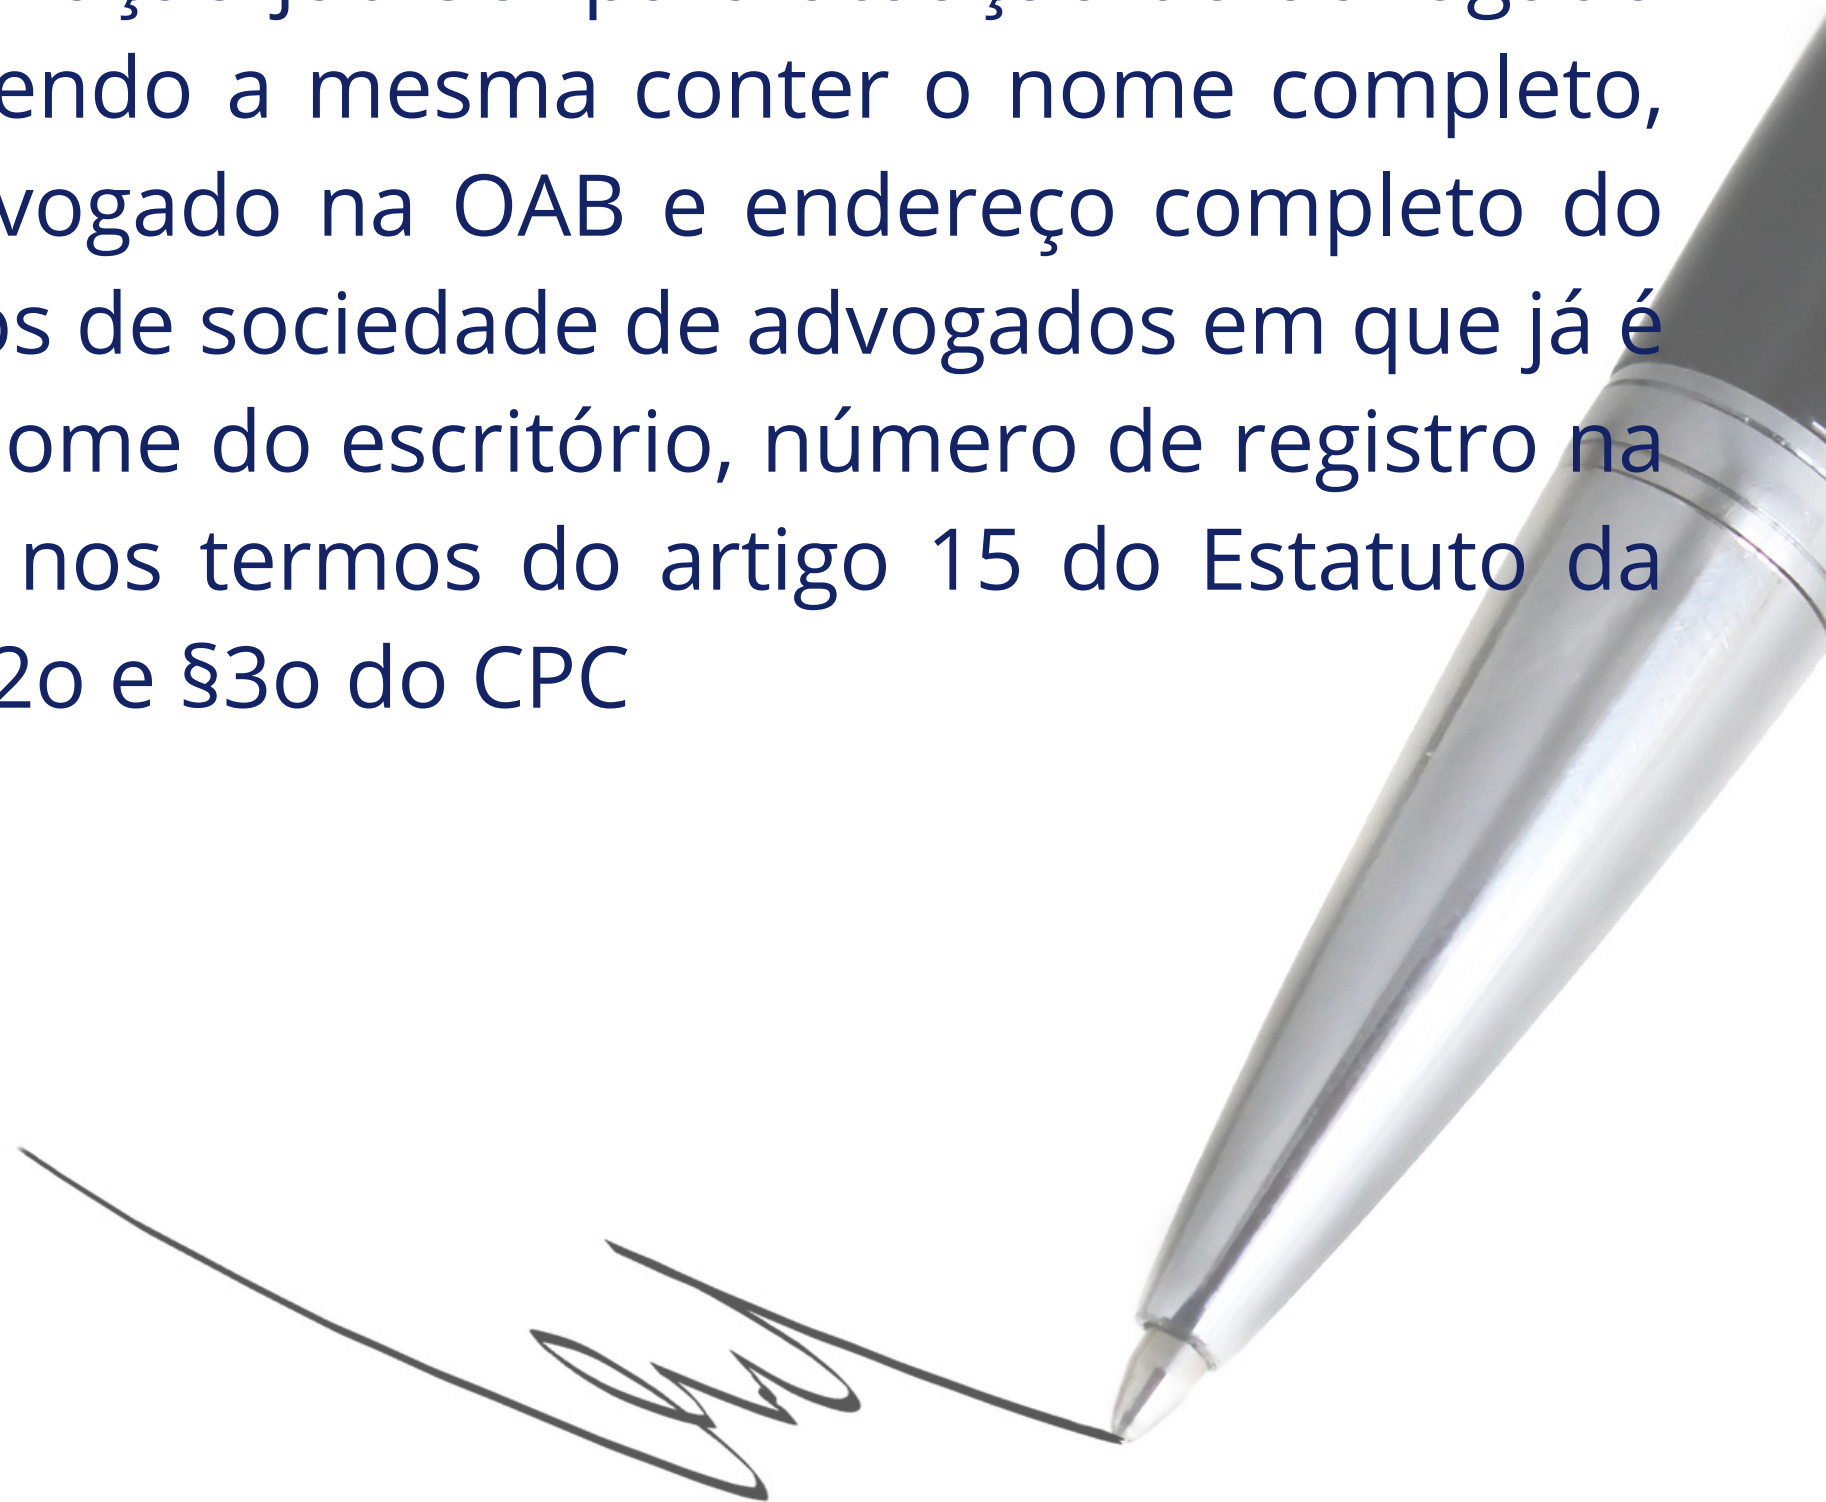 endo a mesma conter o nome completo,
vogado na OAB e endereço completo do
os de sociedade de advogados em que já é
ome do escritório, número de registro na
nos termos do artigo 15 do Estatuto da
2o e §3o do CPC